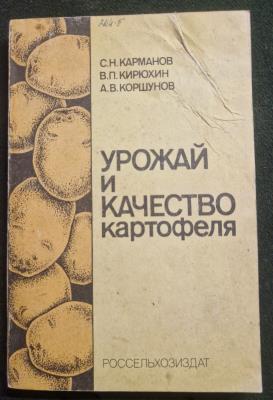 С.Н. КАРМАНОВ
В.П. КИРЮХИН
А.В. КОРШУНОВ
УРОЖАЙ
И
КАЧЕСТВО
картофеля
РОССЕЛЬХОЗИЗДАТ